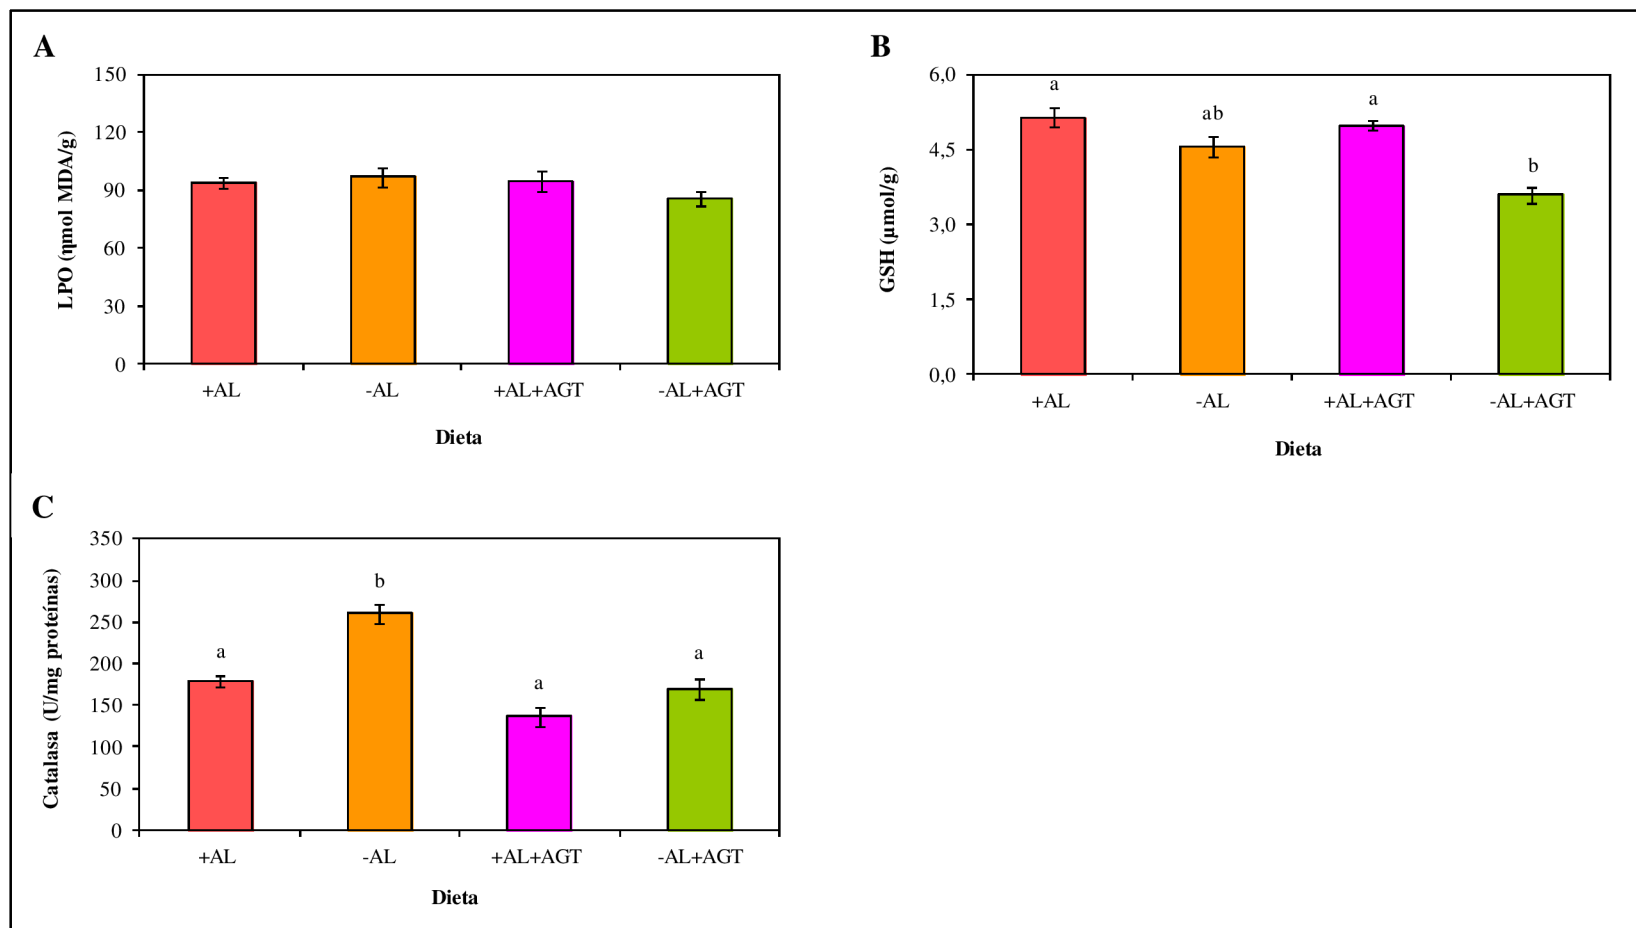 A
150
120
90
60
30
0
LPO (ηmol MDA/g)
+AL
-AL
+AL+AGT
-AL+AGT
Dieta
B
6,0
4,5
3,0
1,5
0,0
GSH (µmol/g)
a
ab
a
b
+AL
-AL
+AL+AGT
-AL+AGT
Dieta
C
350
300
250
200
150
100
50
0
Catalasa (U/mg proteínas)
a
b
a
a
+AL
-AL
+AL+AGT
-AL+AGT
Dieta